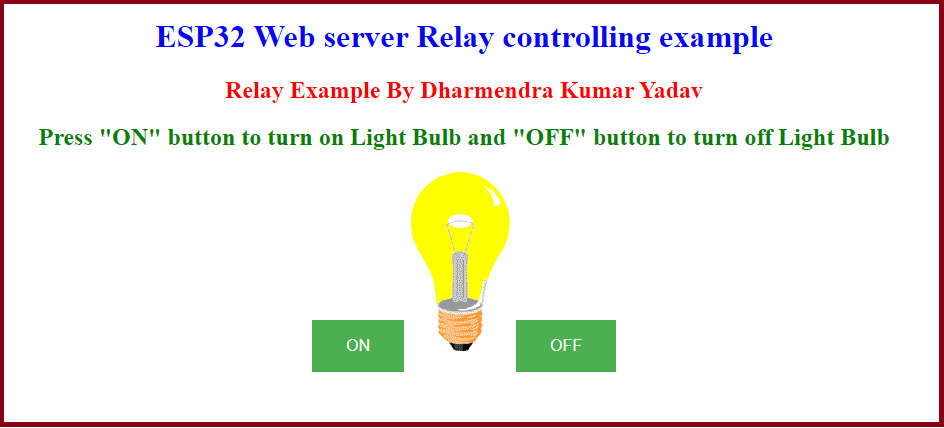 ESP32 Web server Relay controlling example
Relay Example By Dharmendra Kumar Yadav
Press "ON" button to turn on Light Bulb and "OFF" button to turn off Light Bulb
ON
OFF